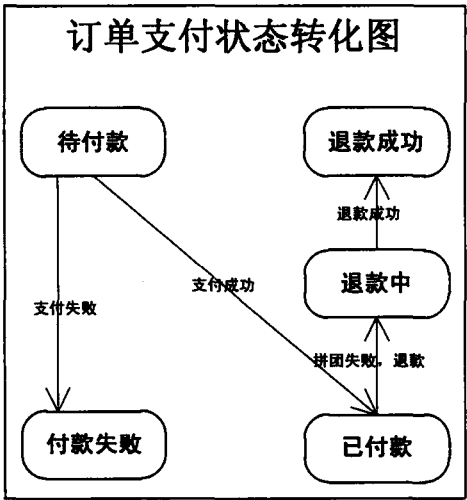 订单支付状态转化图
待付款
退款成功
退款成功
退款中
支付成功
支付失败
拼团失败，退款
付款失败
已付款